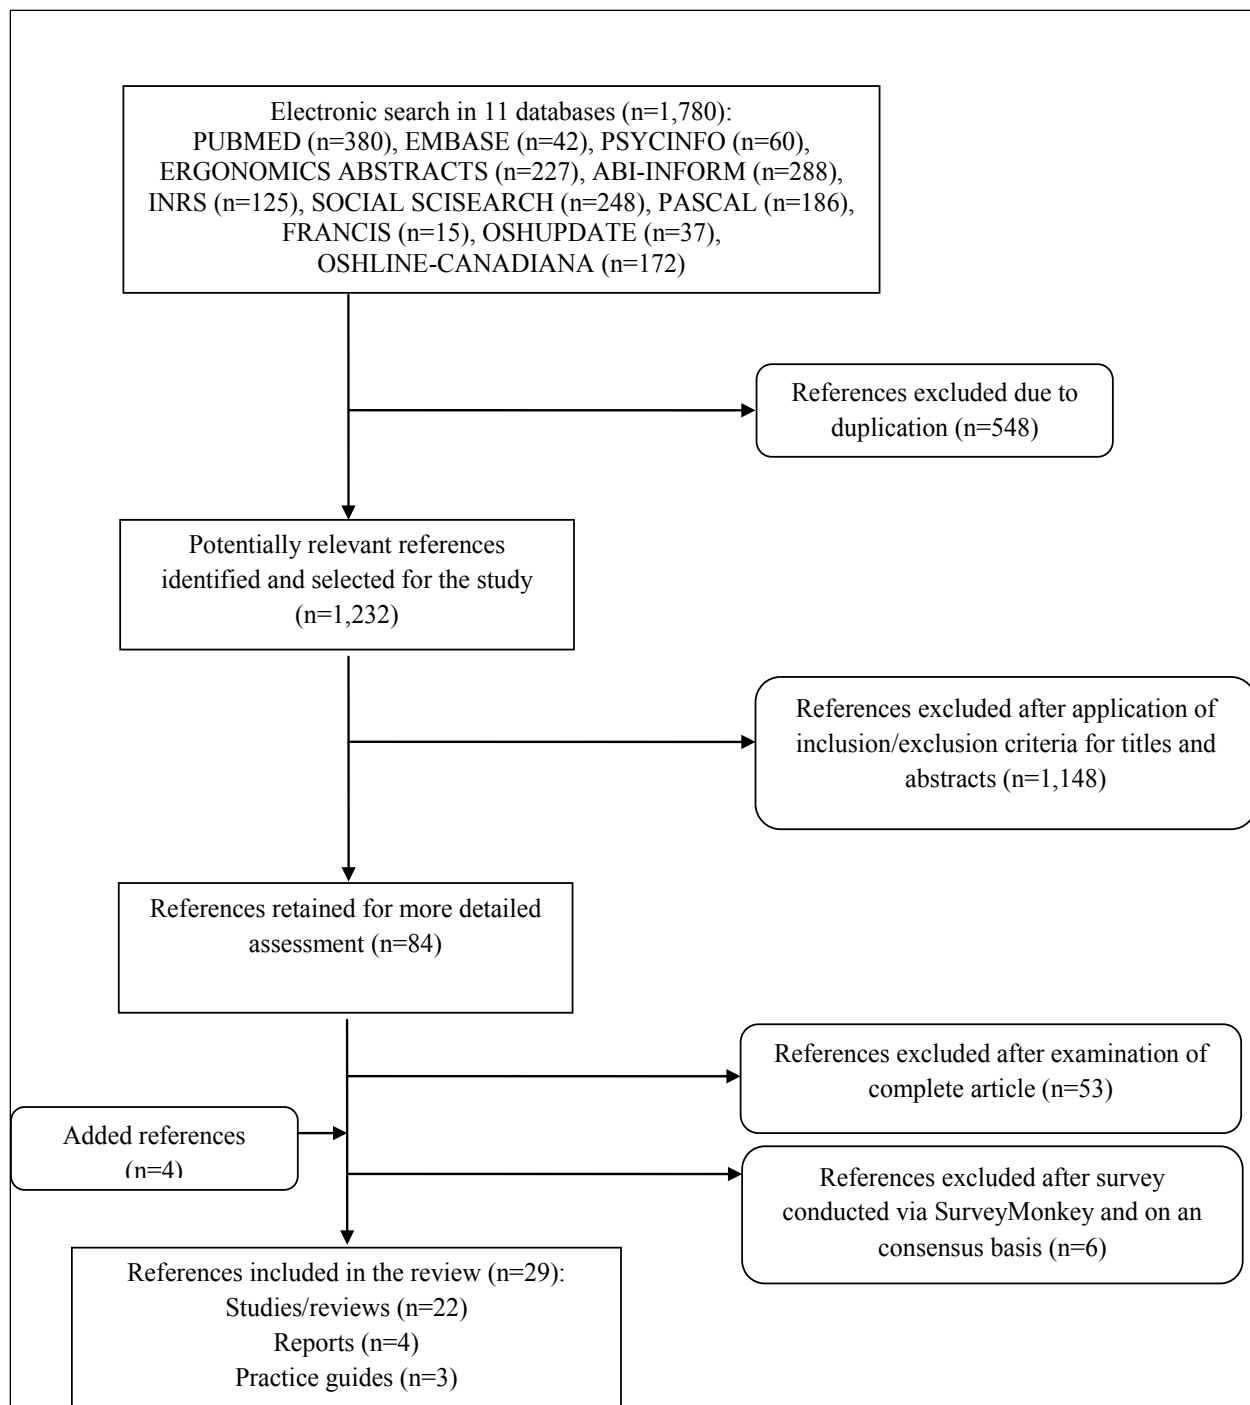 Electronic search in 11 databases (n=1,780):
PUBMED (n=380), EMBASE (n=42), PSYCINFO (n=60),
ERGONOMICS ABSTRACTS (n=227), ABI-INFORM (n=288),
INRS (n=125), SOCIAL SCISEARCH (n=248), PASCAL (n=186),
FRANCIS (n=15), OSHUPDATE (n=37),
OSHLINE-CANADIANA (n=172)
References excluded due to
duplication (n=548)
Potentially relevant references
identified and selected for the study
(n=1,232)
References excluded after application of
inclusion/exclusion criteria for titles and
abstracts (n=1,148)
References retained for more detailed
assessment (n=84)
References excluded after examination of
complete article (n=53)
Added references
(n=4)
References excluded after survey
conducted via SurveyMonkey and on an
consensus basis (n=6)
References included in the review (n=29):
Studies/reviews (n=22)
Reports (n=4)
Practice guides (n=3)